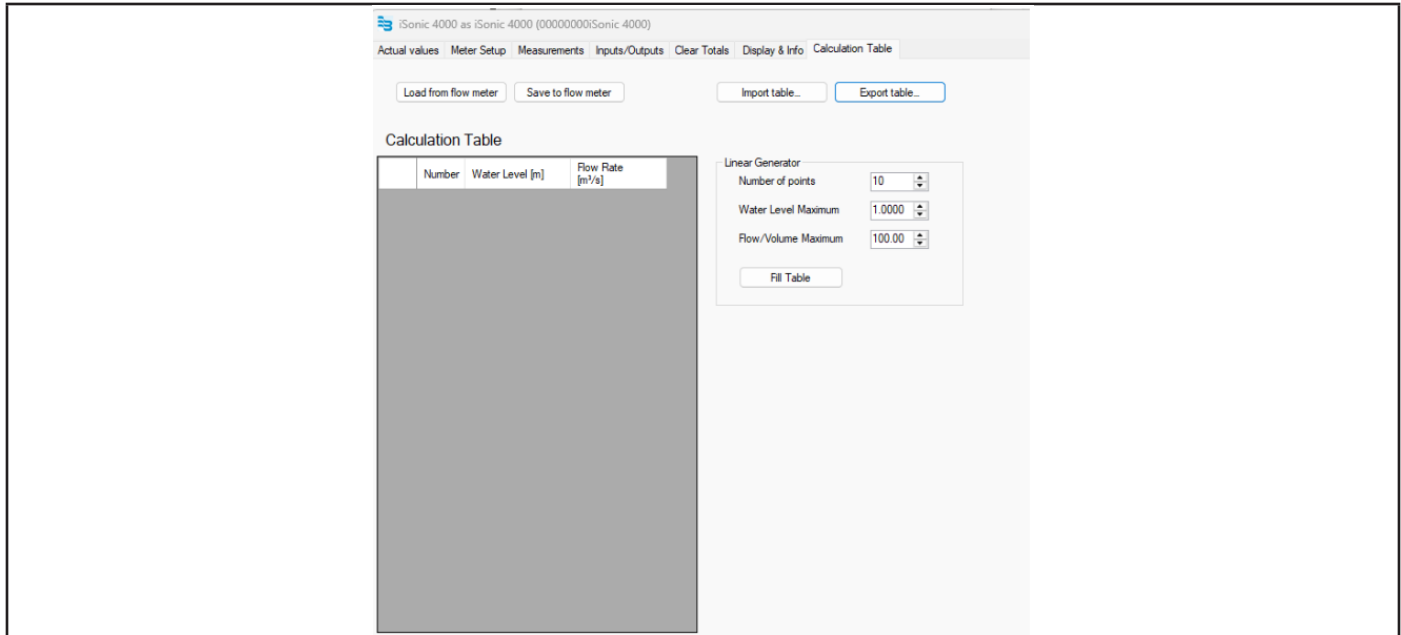 iSonic 4000 as iSonic 4000 (00000000iSonic 4000)
Actual values Meter Setup Measurements Inputs/Outputs Clear Totals Display & Info Calculation Table
Load from flow meter Save to flow meter Import table... Export table...
Calculation Table
Number Water Level [m] Flow Rate [m³/s]
Linear Generator
Number of points 10
Water Level Maximum 1.0000
Flow/Volume Maximum 100.00
Fill Table